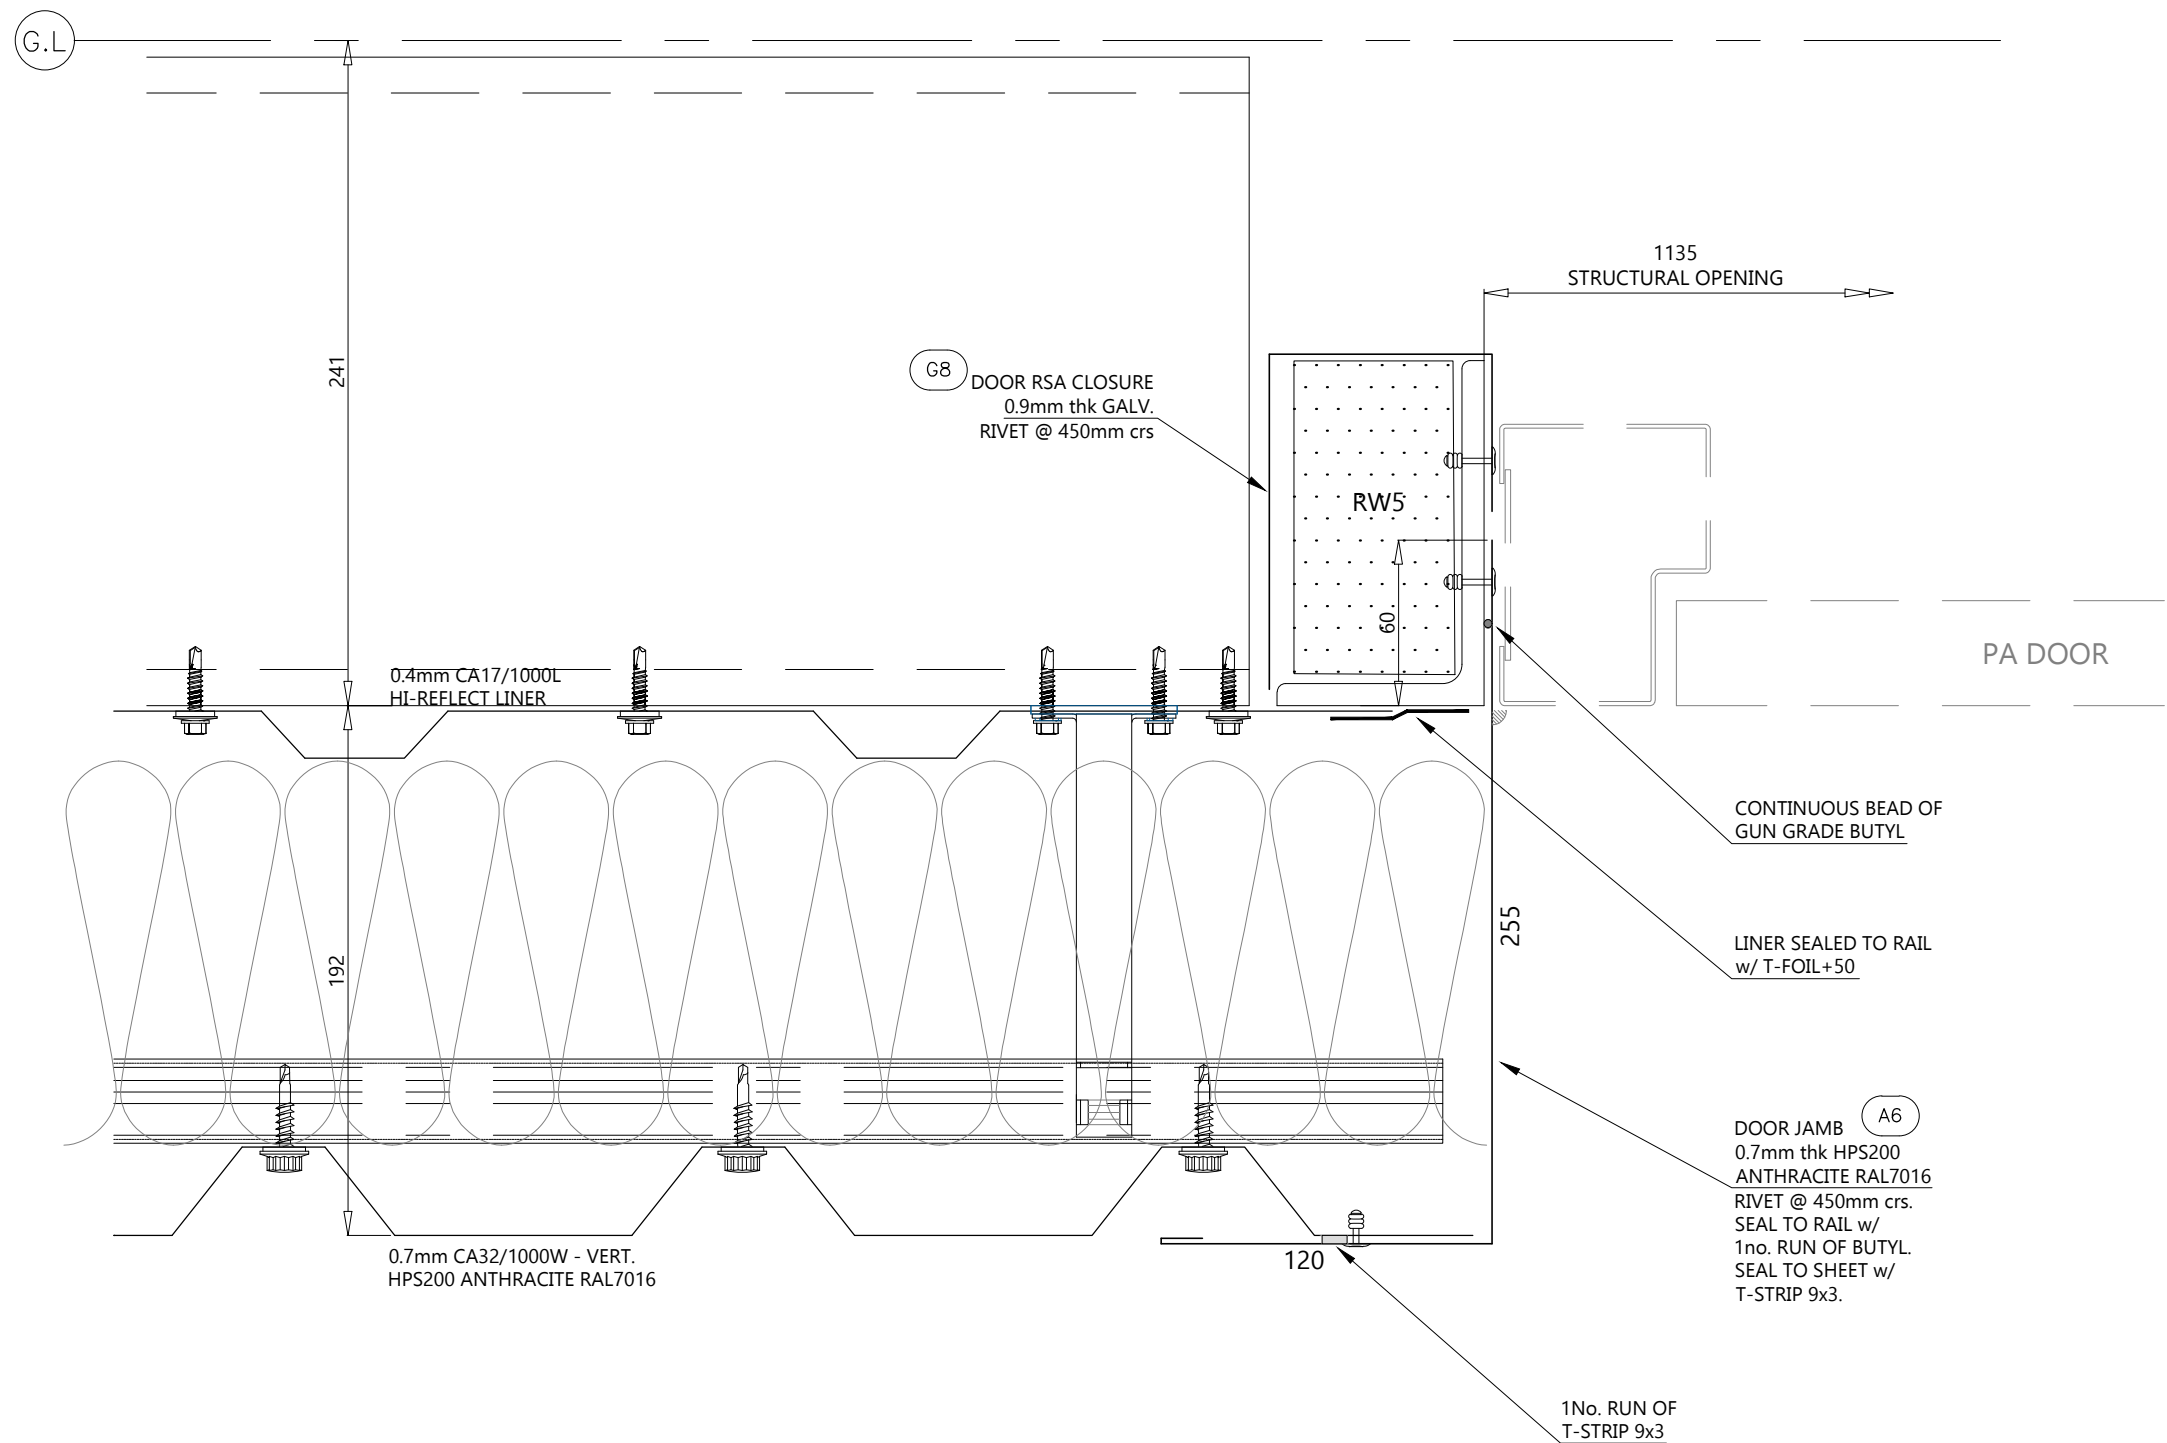 G.L
1135
STRUCTURAL OPENING
241
G8
DOOR RSA CLOSURE
0.9mm thk GALV.
RIVET @ 450mm crs
RW5
60
PA DOOR
0.4mm CA17/1000L
HI-REFLECT LINER
CONTINUOUS BEAD OF
GUN GRADE BUTYL
192
255
LINER SEALED TO RAIL
w/ T-FOIL+50
A6
DOOR JAMB
0.7mm thk HPS200
ANTHRACITE RAL7016
RIVET @ 450mm crs.
SEAL TO RAIL w/
1no. RUN OF BUTYL.
SEAL TO SHEET w/
T-STRIP 9x3.
0.7mm CA32/1000W - VERT.
HPS200 ANTHRACITE RAL7016
120
1No. RUN OF
T-STRIP 9x3